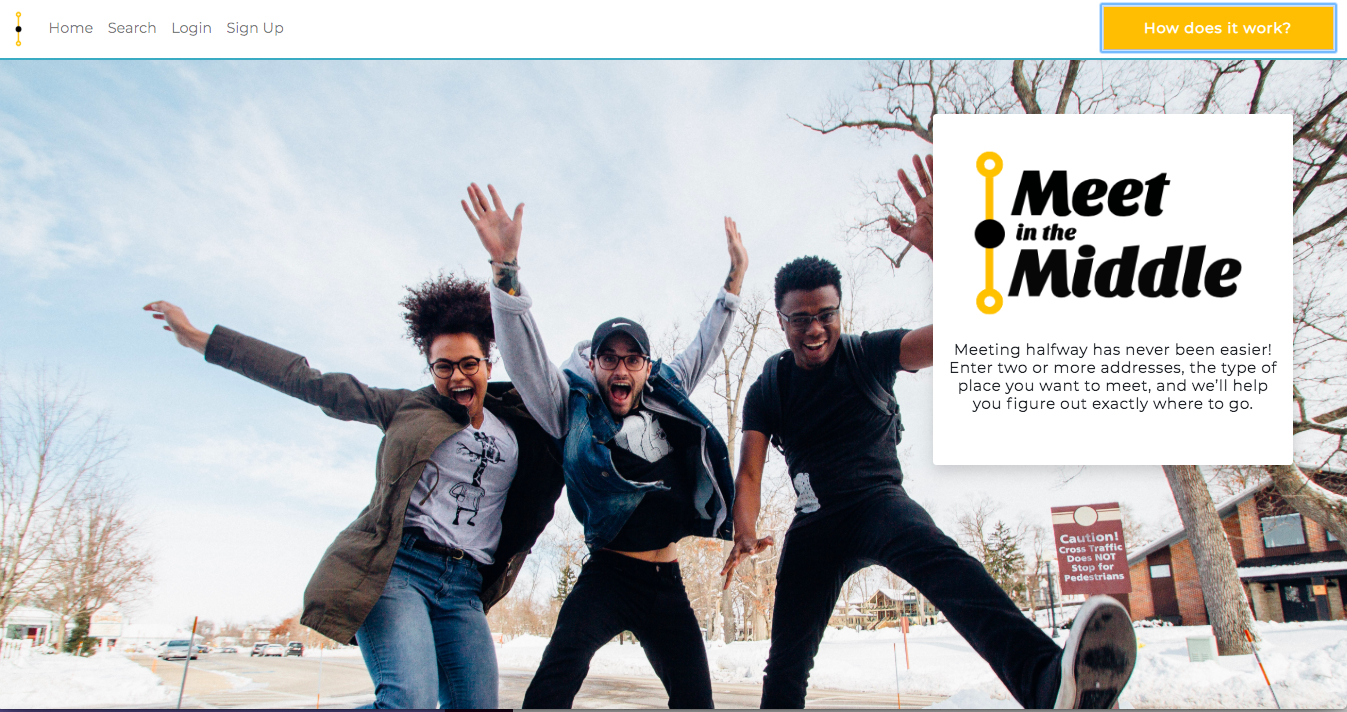 Home Search Login Sign Up
How does it work?
Meet
in the
Middle
Meeting halfway has never been easier!
Enter two or more addresses, the type of
place you want to meet, and we'll help
you figure out exactly where to go.
Caution!
Cross Traffic
Does NOT
Stop for
Pedestrians